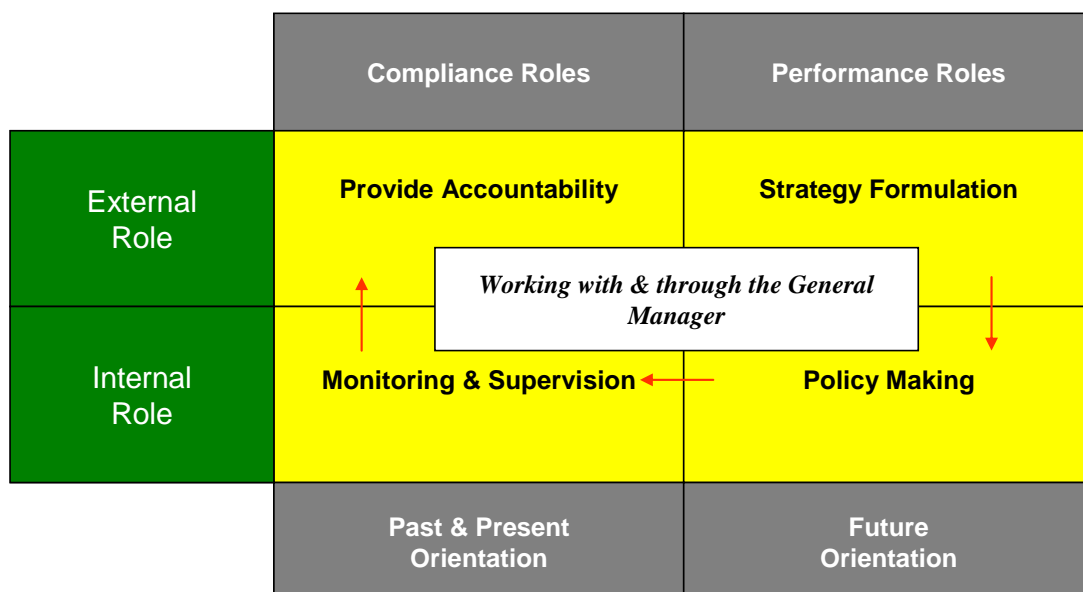 Compliance Roles
Performance Roles
External
Role
Provide Accountability
Strategy Formulation
Working with & through the General
Manager
Internal
Role
Monitoring & Supervision
Policy Making
Past & Present
Orientation
Future
Orientation